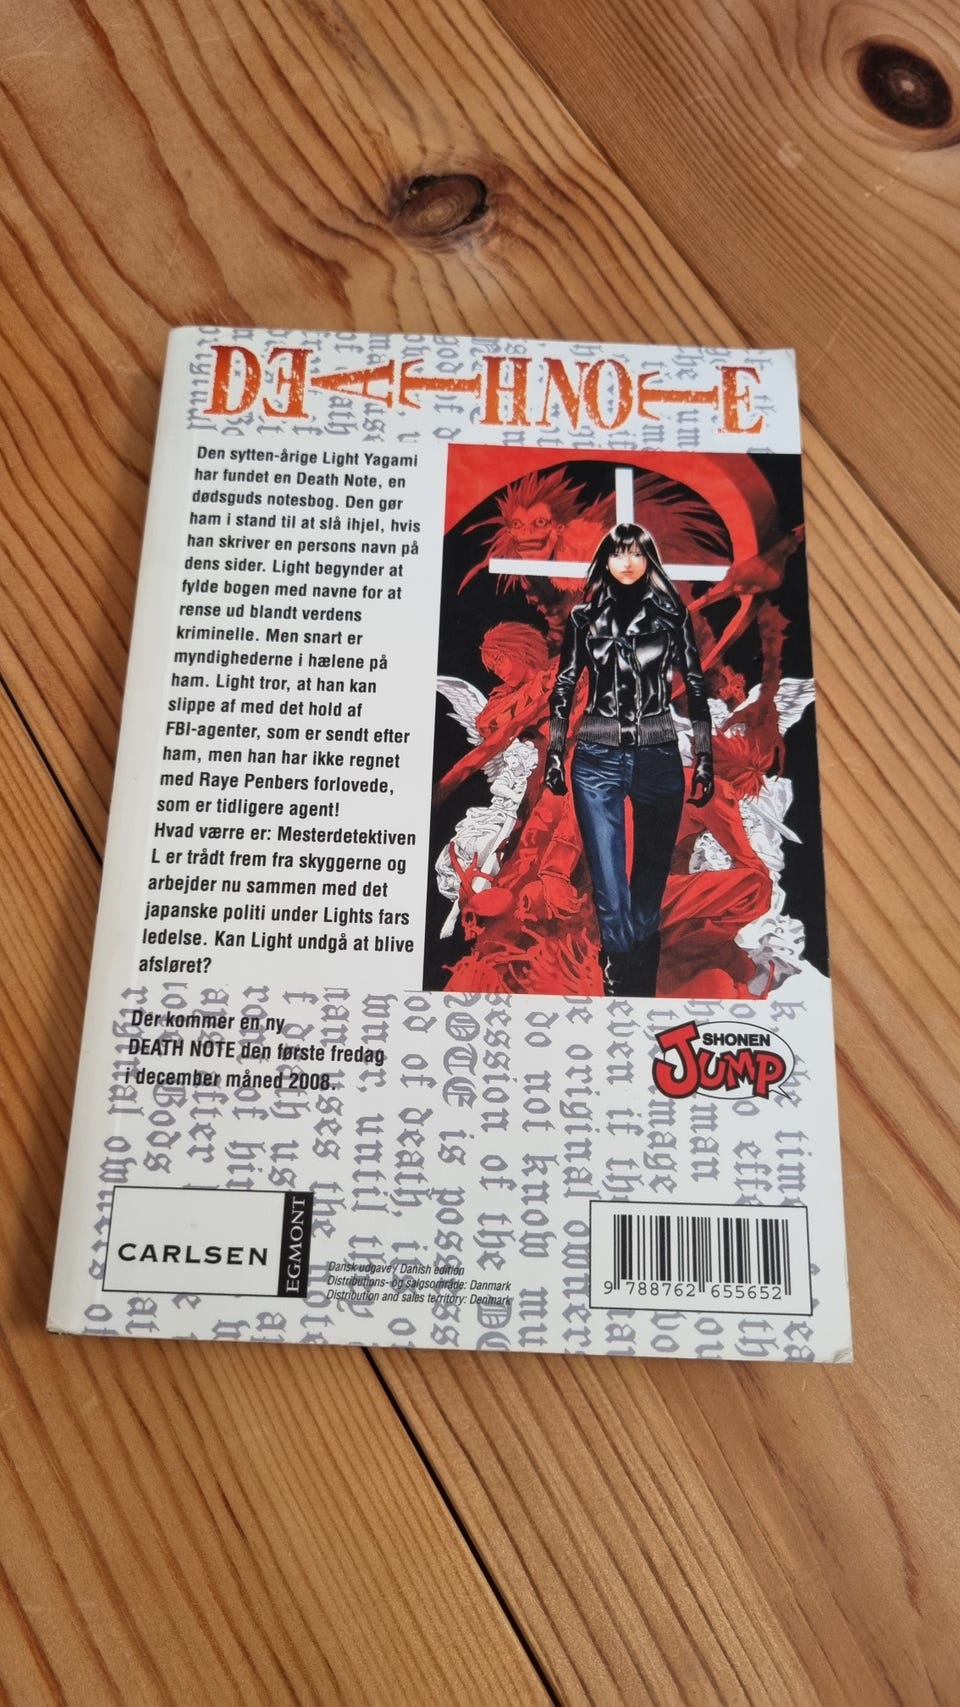 DEATH NOTE
Den sytten-årige Light Yagami
har fundet en Death Note, en
dødsguds notesbog. Den gør
ham i stand til at slå ihjel, hvis
han skriver en persons navn på
dens sider. Light begynder at
fylde bogen med navne for at
rense ud blandt verdens
kriminelle. Men snart er
myndighederne i hælene på
ham. Light tror, at han kan
slippe af med det hold af
FBI-agenter, som er sendt efter
ham, men han har ikke regnet
med Raye Penbers forlovede,
som er tidligere agent!
Hvad værre er: Mesterdetektiven
L er trådt frem fra skyggerne og
arbejder nu sammen med det
japanske politi under Lights fars
ledelse. Kan Light undgå at blive
afsløret?
Der kommer en ny
DEATH NOTE den første fredag
i december måned 2008.
SHONEN
JUMP
CARLSEN
EGMONT
Dansk udgave / Danish edition
Distributions- og salgsområde: Danmark
Distribution and sales territory: Denmark
9 788762 655652